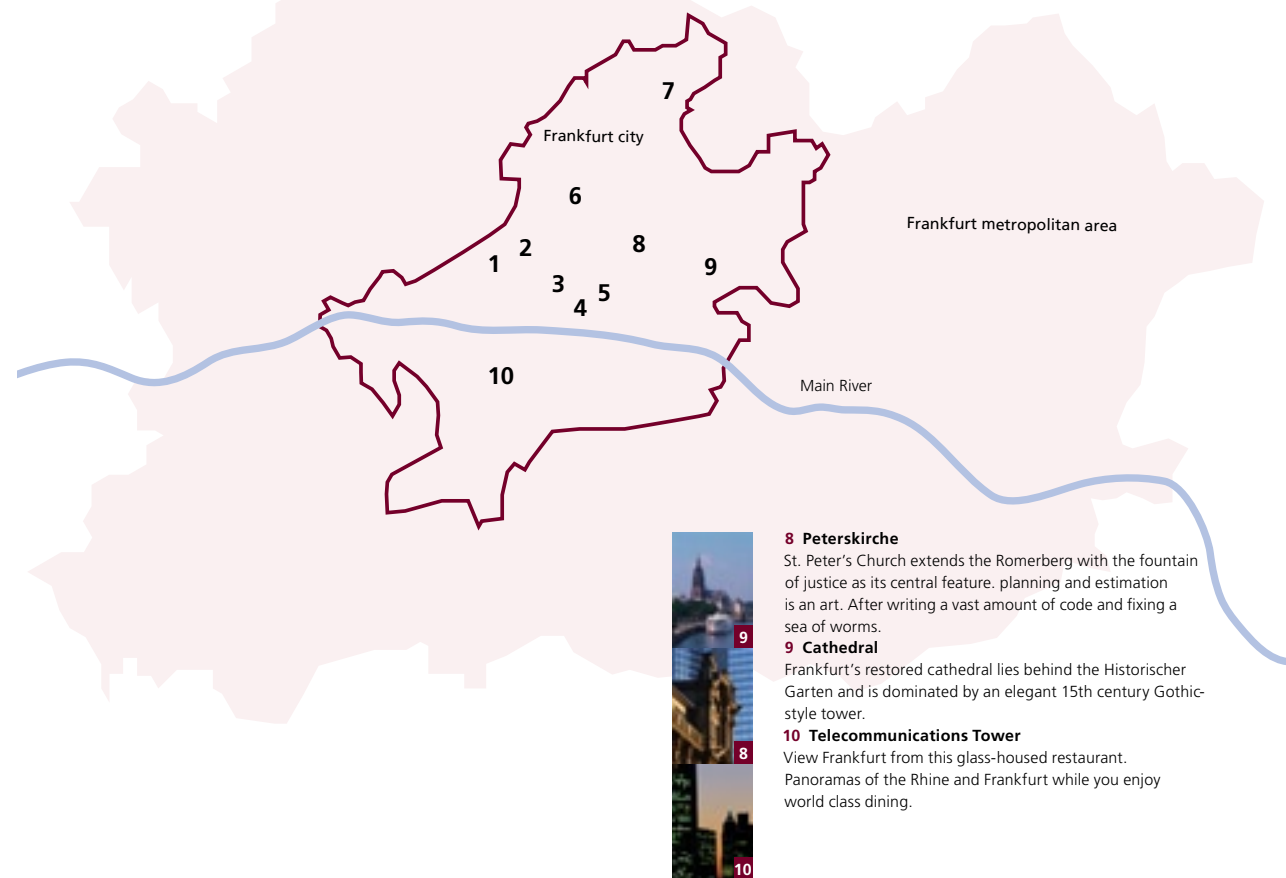 7
Frankfurt city
6
Frankfurt metropolitan area
2
8
1
9
3
5
4
10
Main River
8 Peterskirche
St. Peter’s Church extends the Romerberg with the fountain
of justice as its central feature. planning and estimation
is an art. After writing a vast amount of code and fixing a
sea of worms.
9 Cathedral
Frankfurt’s restored cathedral lies behind the Historischer
Garten and is dominated by an elegant 15th century Gothic-
style tower.
10 Telecommunications Tower
View Frankfurt from this glass-housed restaurant.
Panoramas of the Rhine and Frankfurt while you enjoy
world class dining.
9
8
10